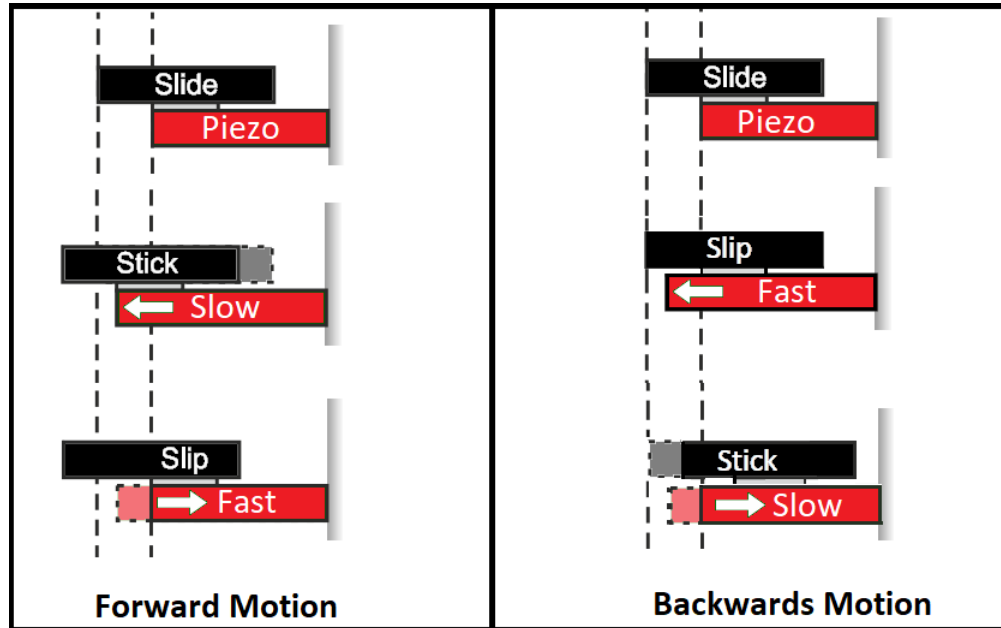 Slide
Piezo
Stick
Slow
Slip
Fast
Forward Motion
Slide
Piezo
Slip
Fast
Stick
Slow
Backwards Motion